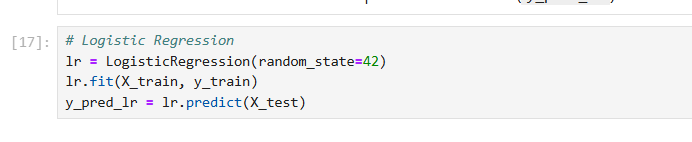 [17]:
# Logistic Regression
lr = LogisticRegression(random_state=42)
lr.fit(X_train, y_train)
y_pred_lr = lr.predict(X_test)